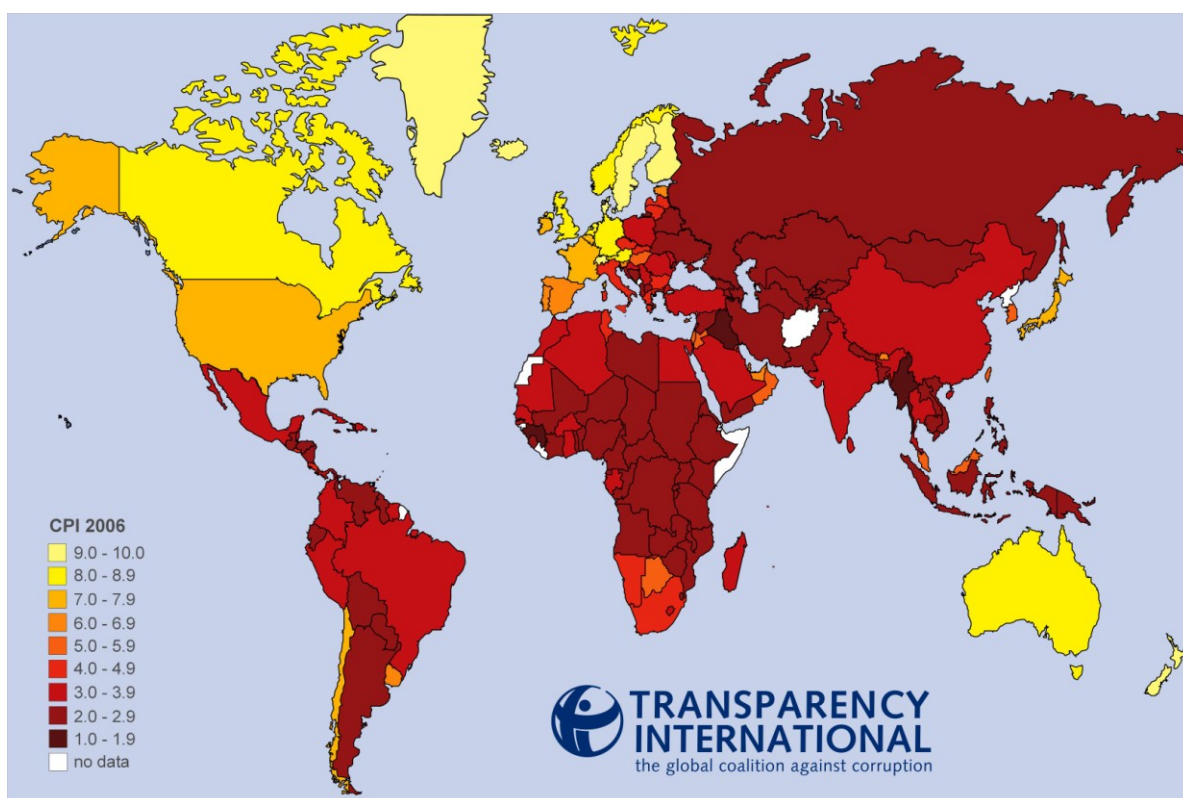 CPI 2006
9.0 - 10.0
8.0 - 8.9
7.0 - 7.9
6.0 - 6.9
5.0 - 5.9
4.0 - 4.9
3.0 - 3.9
2.0 - 2.9
1.0 - 1.9
no data
TRANSPARENCY
INTERNATIONAL
the global coalition against corruption